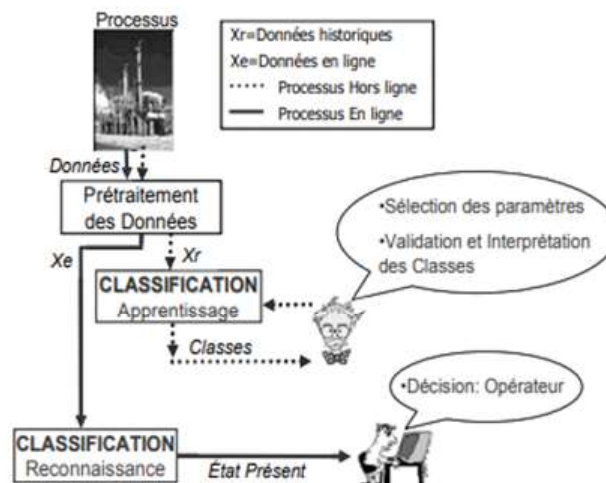 Processus
Xr=Données historiques
Xe=Données en ligne
Processus Hors ligne
Processus En ligne
Données
Prétraitement
des Données
•Sélection des paramètres
•Validation et Interprétation
des Classes
Xe
Xr
CLASSIFICATION
Apprentissage
Classes
•Décision: Opérateur
CLASSIFICATION
Reconnaissance
État Présent